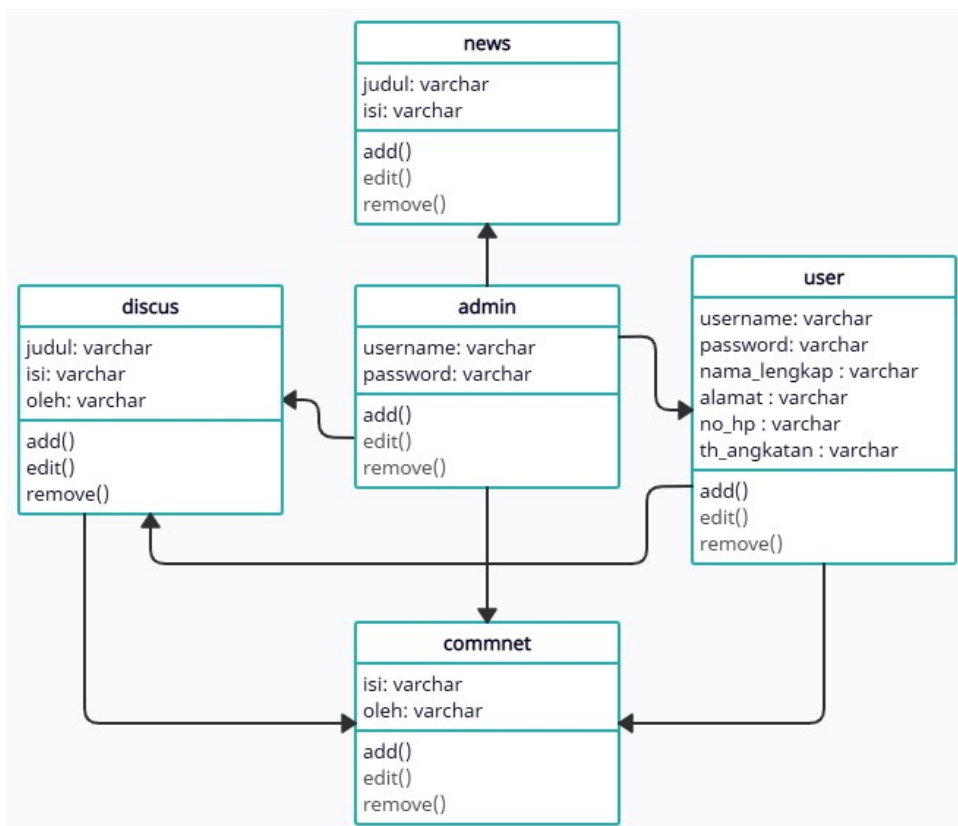 news
judul: varchar
isi: varchar
add()
edit()
remove()
discus
judul: varchar
isi: varchar
oleh: varchar
add()
edit()
remove()
admin
username: varchar
password: varchar
add()
edit()
remove()
user
username: varchar
password: varchar
nama_lengkap : varchar
alamat : varchar
no_hp : varchar
th_angkatan : varchar
add()
edit()
remove()
commnet
isi: varchar
oleh: varchar
add()
edit()
remove()